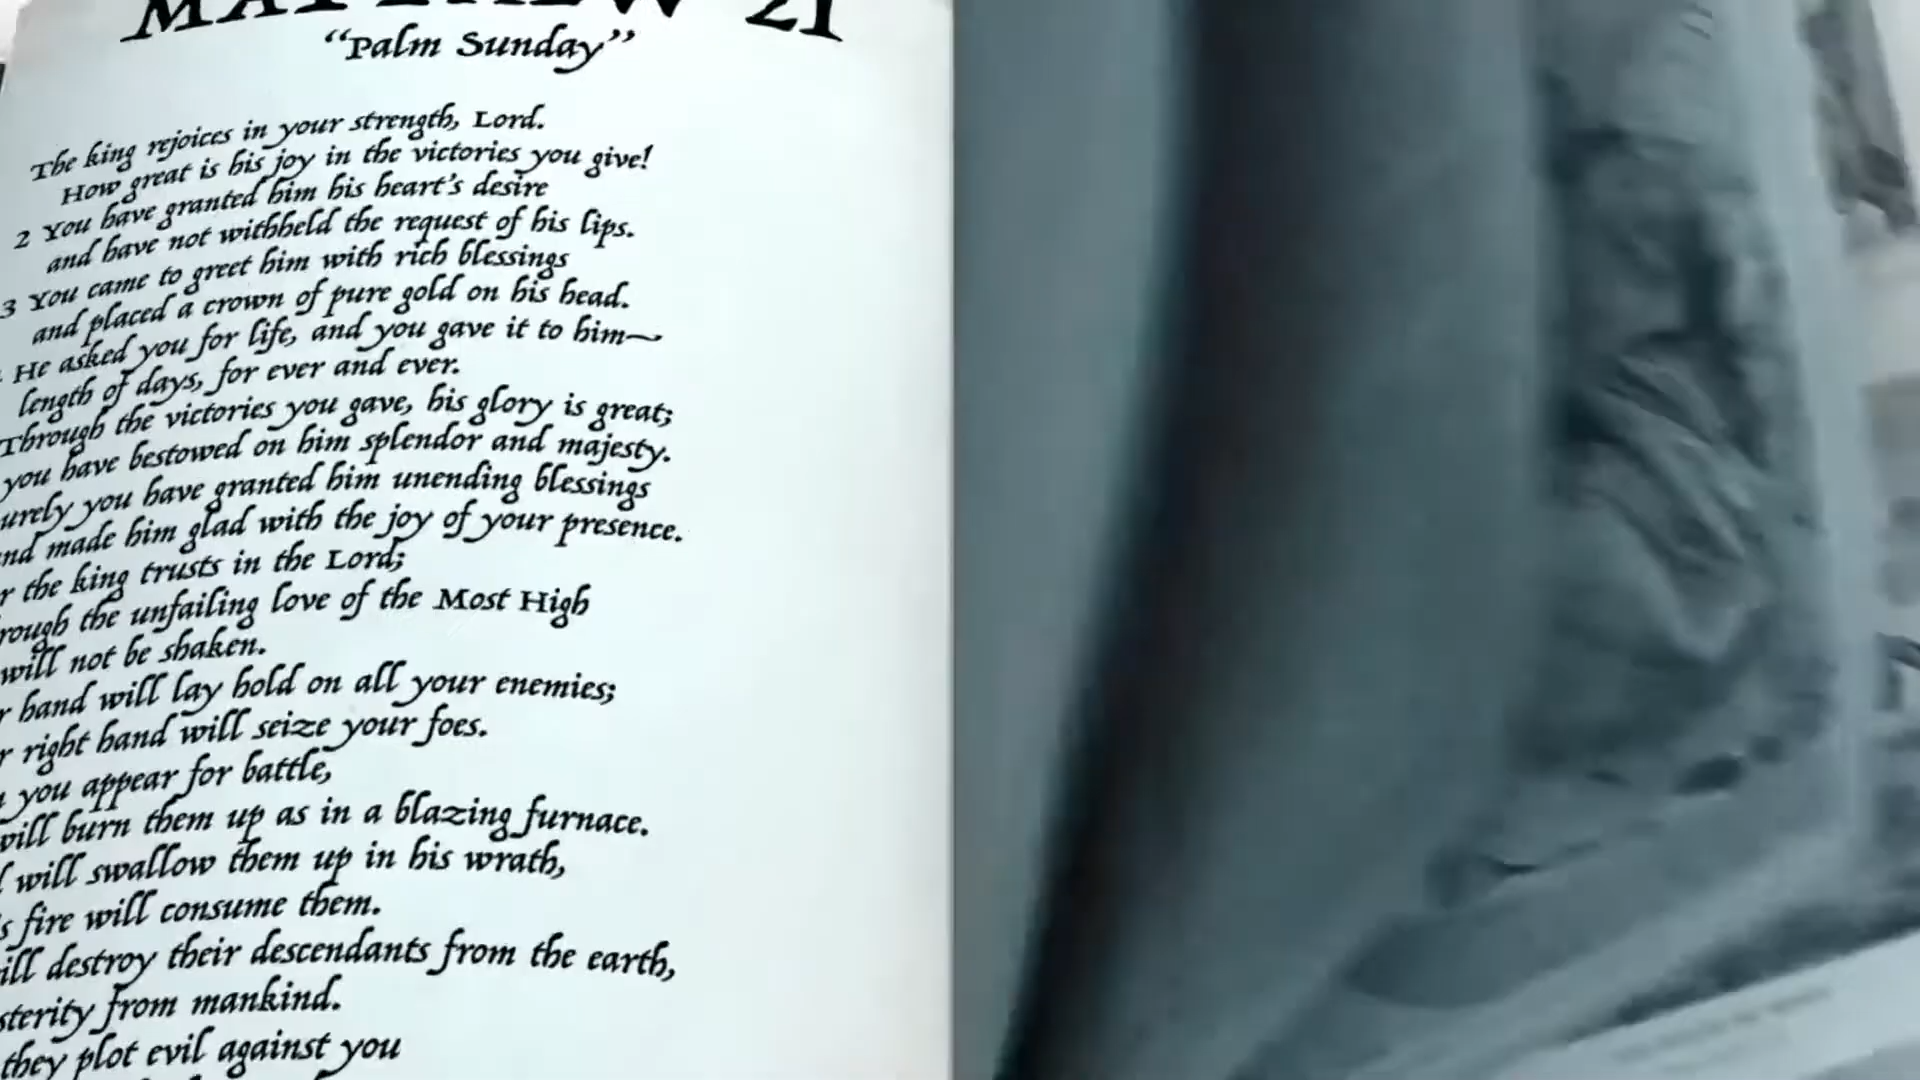 MATTHEW 21
“Palm Sunday”
The king rejoices in your strength, Lord.
How great is his joy in the victories you give!
2 You have granted him his heart's desire
and have not withheld the request of his lips.
3 You came to greet him with rich blessings
and placed a crown of pure gold on his head.
He asked you for life, and you gave it to him—
length of days, for ever and ever.
Through the victories you gave, his glory is great;
you have bestowed on him splendor and majesty.
urely you have granted him unending blessings
nd made him glad with the joy of your presence.
r the king trusts in the Lord;
rough the unfailing love of the Most High
will not be shaken.
r hand will lay hold on all your enemies;
r right hand will seize your foes.
you appear for battle,
will burn them up as in a blazing furnace.
will swallow them up in his wrath,
s fire will consume them.
ill destroy their descendants from the earth,
sterity from mankind.
they plot evil against you